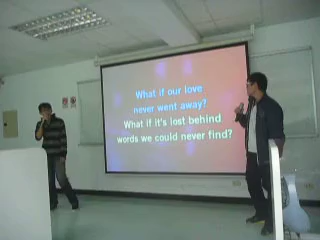 What if our love
never went away?
What if it's lost behind
words we could never find?